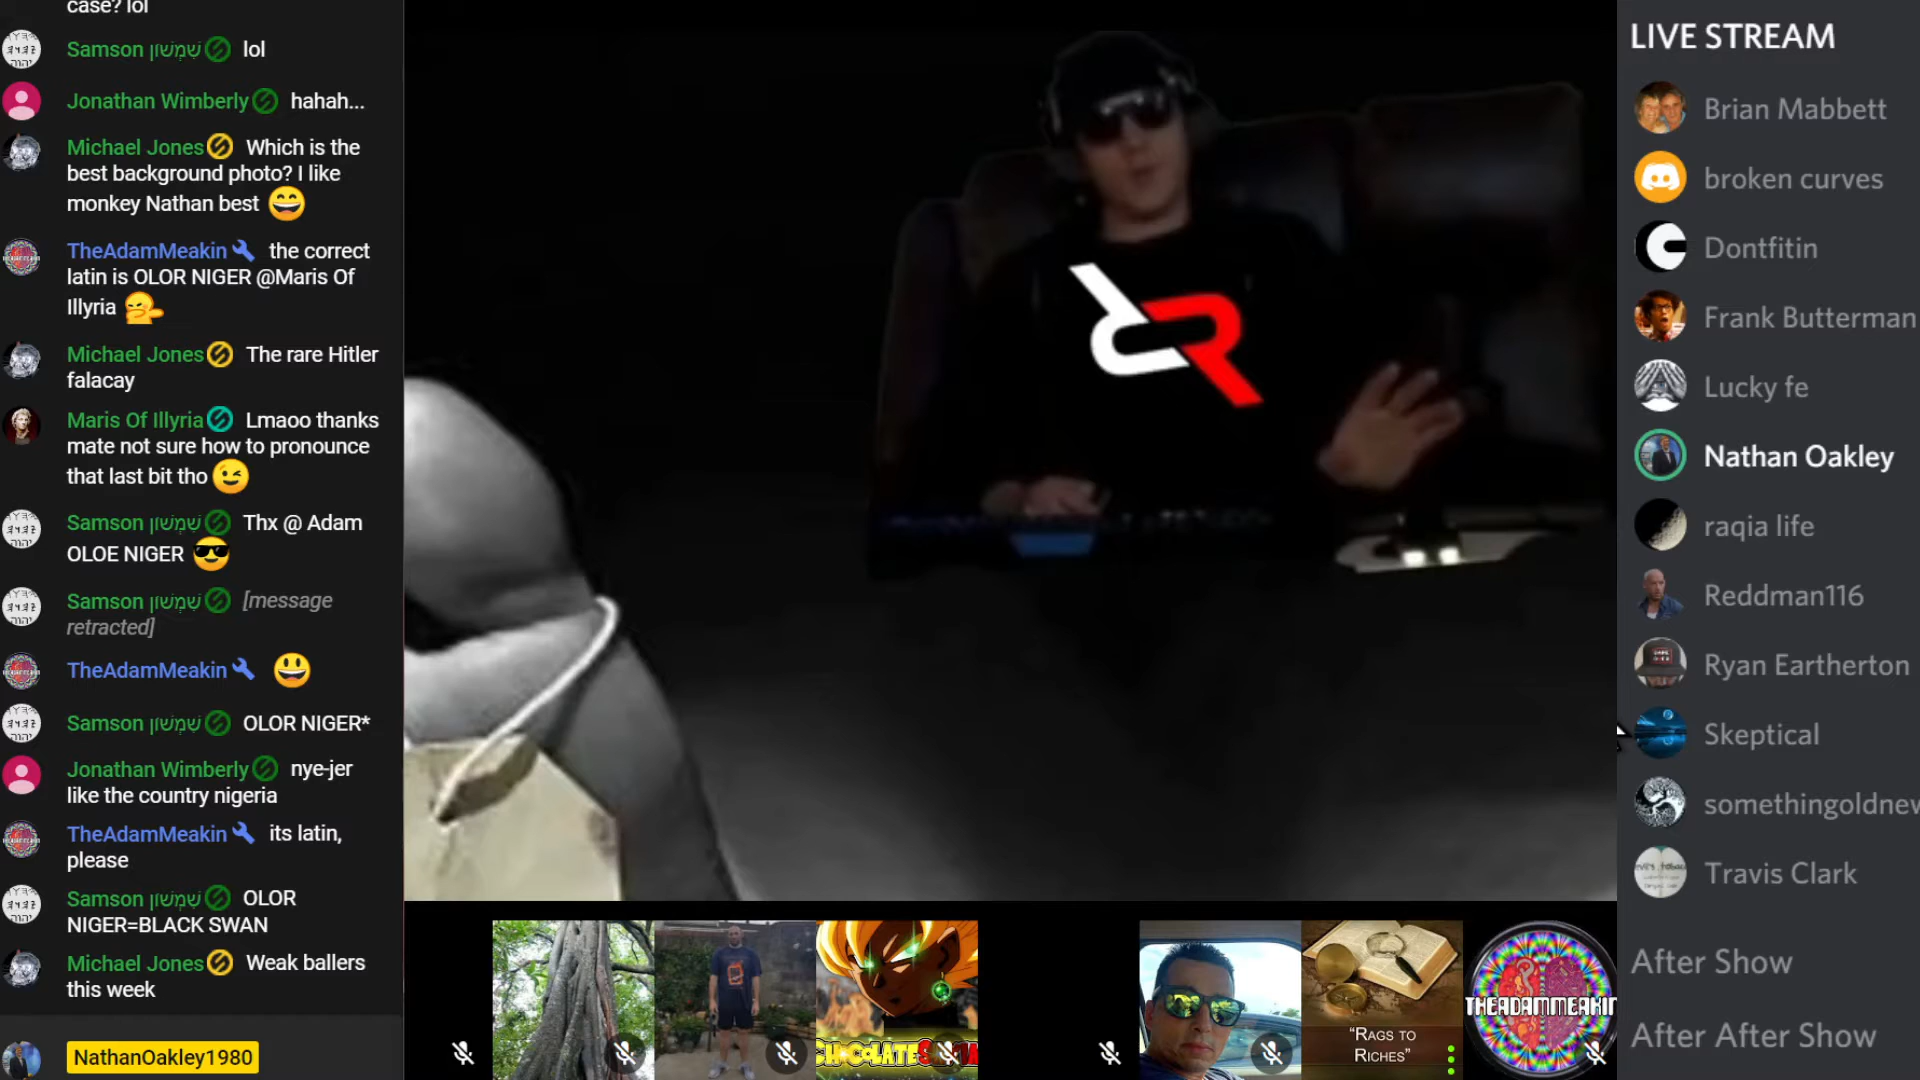 case? lol
Samson שִׁמְשׁוֹן lol
Jonathan Wimberly hahah...
Michael Jones Which is the
best background photo? I like
monkey Nathan best
TheAdamMeakin the correct
latin is OLOR NIGER @Maris Of
Illyria
Michael Jones The rare Hitler
falacay
Maris Of Illyria Lmaoo thanks
mate not sure how to pronounce
that last bit tho
Samson שִׁמְשׁוֹן Thx @ Adam
OLOE NIGER
Samson שִׁמְשׁוֹן [message
retracted]
TheAdamMeakin
Samson שִׁמְשׁוֹן OLOR NIGER*
Jonathan Wimberly nye-jer
like the country nigeria
TheAdamMeakin its latin,
please
Samson שִׁמְשׁוֹן OLOR
NIGER=BLACK SWAN
Michael Jones Weak ballers
this week
NathanOakley1980
"RAGS TO
RICHES"
THEADAMMEAKIN
LIVE STREAM
Brian Mabbett
broken curves
Dontfitin
Frank Butterman
Lucky fe
Nathan Oakley
raqia life
Reddman116
Ryan Eartherton
Skeptical
somethingoldnew
Travis Clark
After Show
After After Show